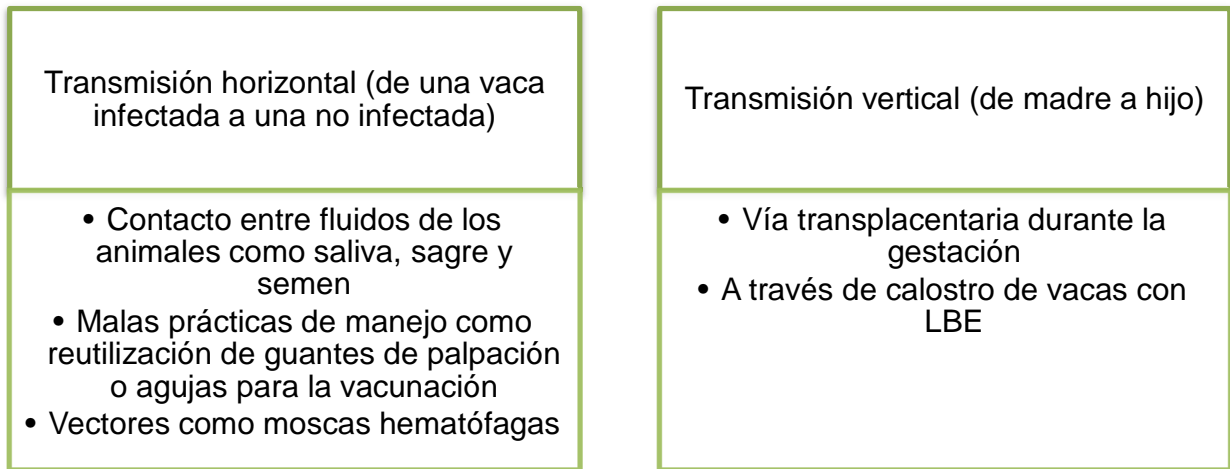 Transmisión horizontal (de una vaca
infectada a una no infectada)
• Contacto entre fluidos de los
animales como saliva, sagre y
semen
• Malas prácticas de manejo como
reutilización de guantes de palpación
o agujas para la vacunación
• Vectores como moscas hematófagas
Transmisión vertical (de madre a hijo)
• Vía transplacentaria durante la
gestación
• A través de calostro de vacas con
LBE